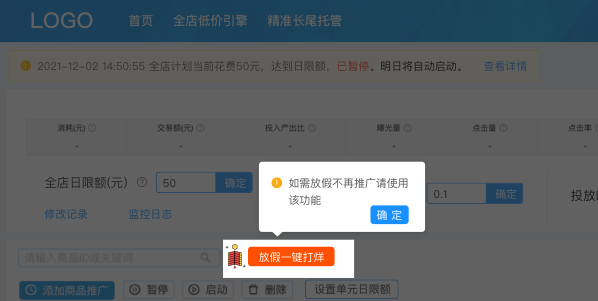 LOGO 首页 全店低价引擎 精准长尾托管
2021-12-02 14:50:55 全店计划当前花费50元，达到日限额，已暂停。明日将自动启动。 查看详情
消耗(元) 交易额(元) 投入产出比 曝光量 点击量 点击率
- - - - - -
全店日限额(元) 50 确定 0.1 确定
如需放假不再推广请使用
该功能
确 定
修改记录 监控日志
请输入商品ID或关键词 放假一键打烊
添加商品推广 暂停 启动 删除 设置单元日限额